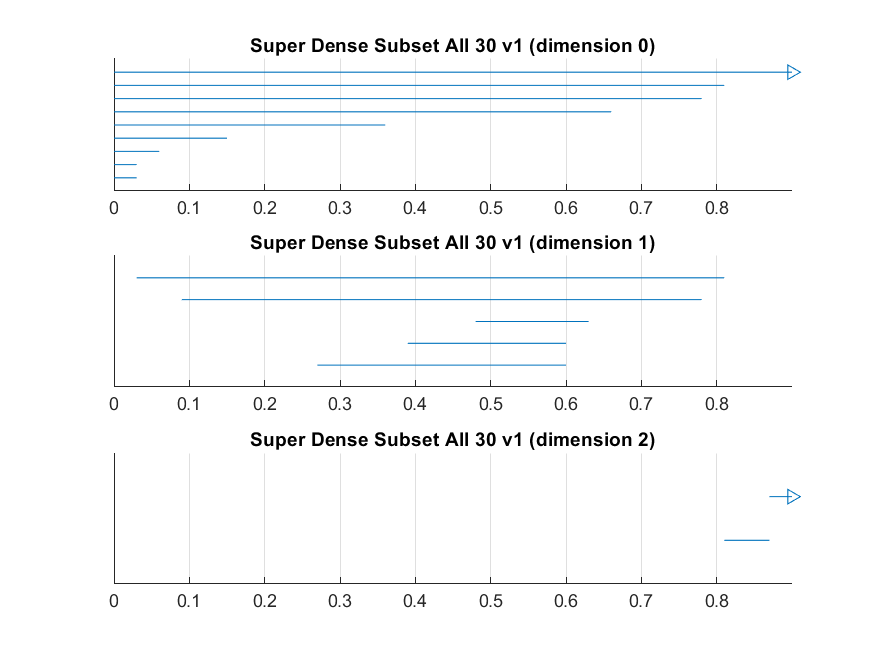 Super Dense Subset All 30 v1 (dimension 0)
0 0.1 0.2 0.3 0.4 0.5 0.6 0.7 0.8
Super Dense Subset All 30 v1 (dimension 1)
0 0.1 0.2 0.3 0.4 0.5 0.6 0.7 0.8
Super Dense Subset All 30 v1 (dimension 2)
0 0.1 0.2 0.3 0.4 0.5 0.6 0.7 0.8